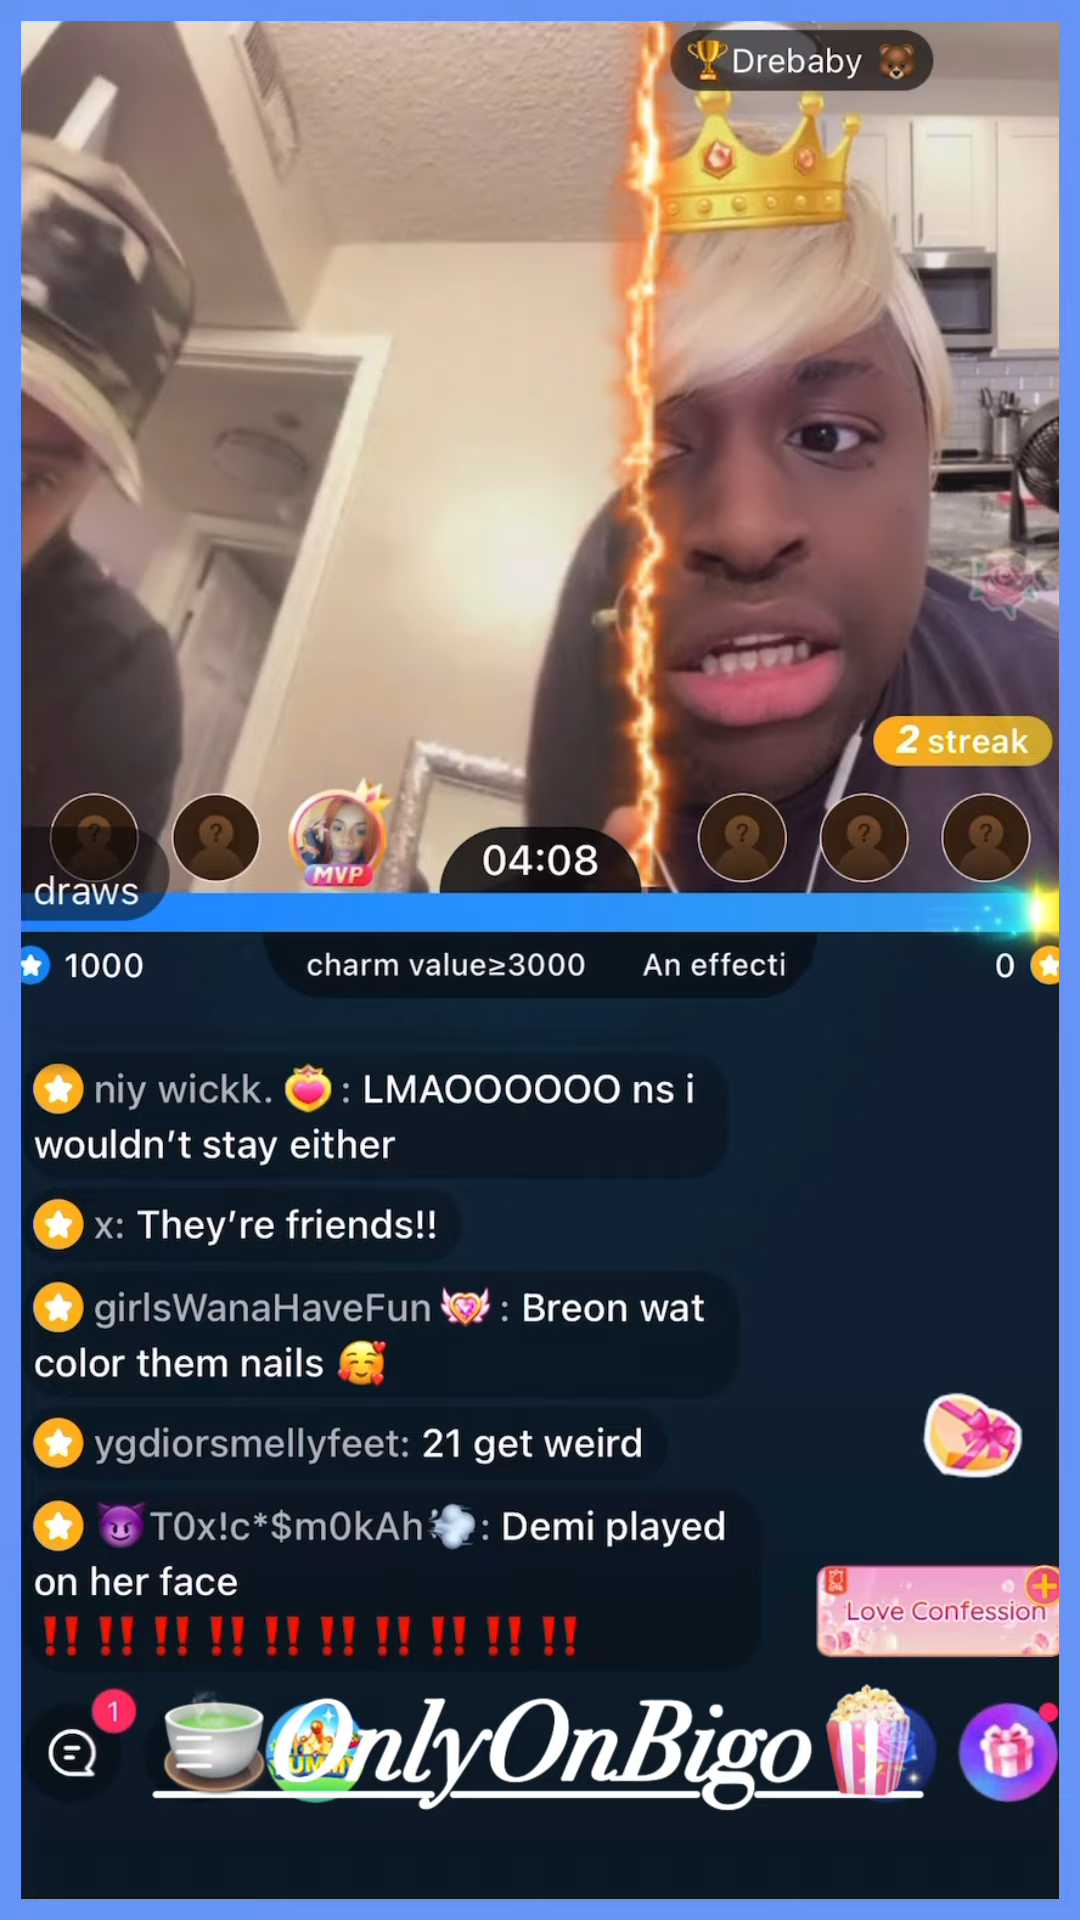 🏆Drebaby 🐻
2 streak
MVP
04:08
draws
1000
charm value≥3000 An effecti
0
niy wickk. : LMAOOOOOO ns i
wouldn't stay either
x: They're friends!!
girlsWanaHaveFun : Breon wat
color them nails 🥰
ygdiorsmellyfeet: 21 get weird
😈T0x!c*$m0kAh💨: Demi played
on her face
‼️‼️‼️‼️‼️‼️‼️‼️‼️‼️
Love Confession
1
🍵OnlyOnBigo🍿
YUMMY